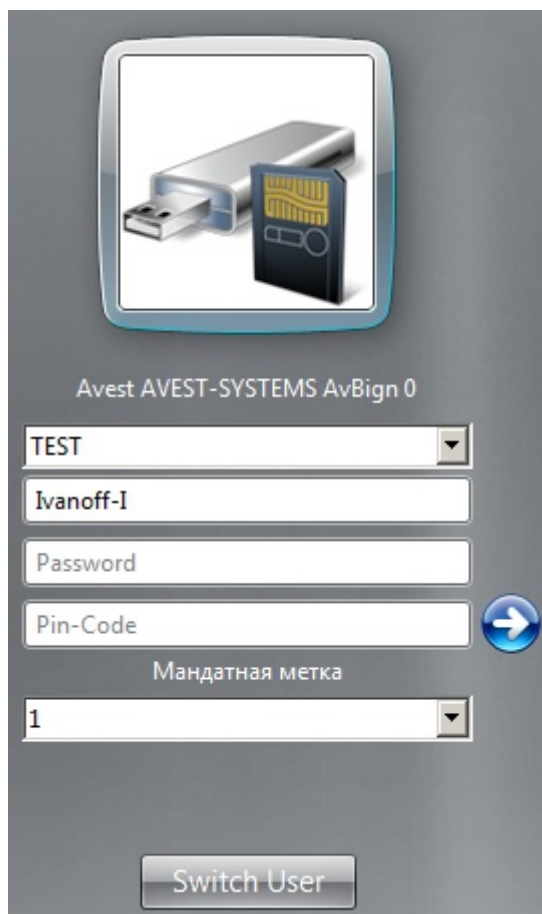 Avest AVEST-SYSTEMS AvBign 0
TEST
Ivanoff-I
Password
Pin-Code
Мандатная метка
1
Switch User